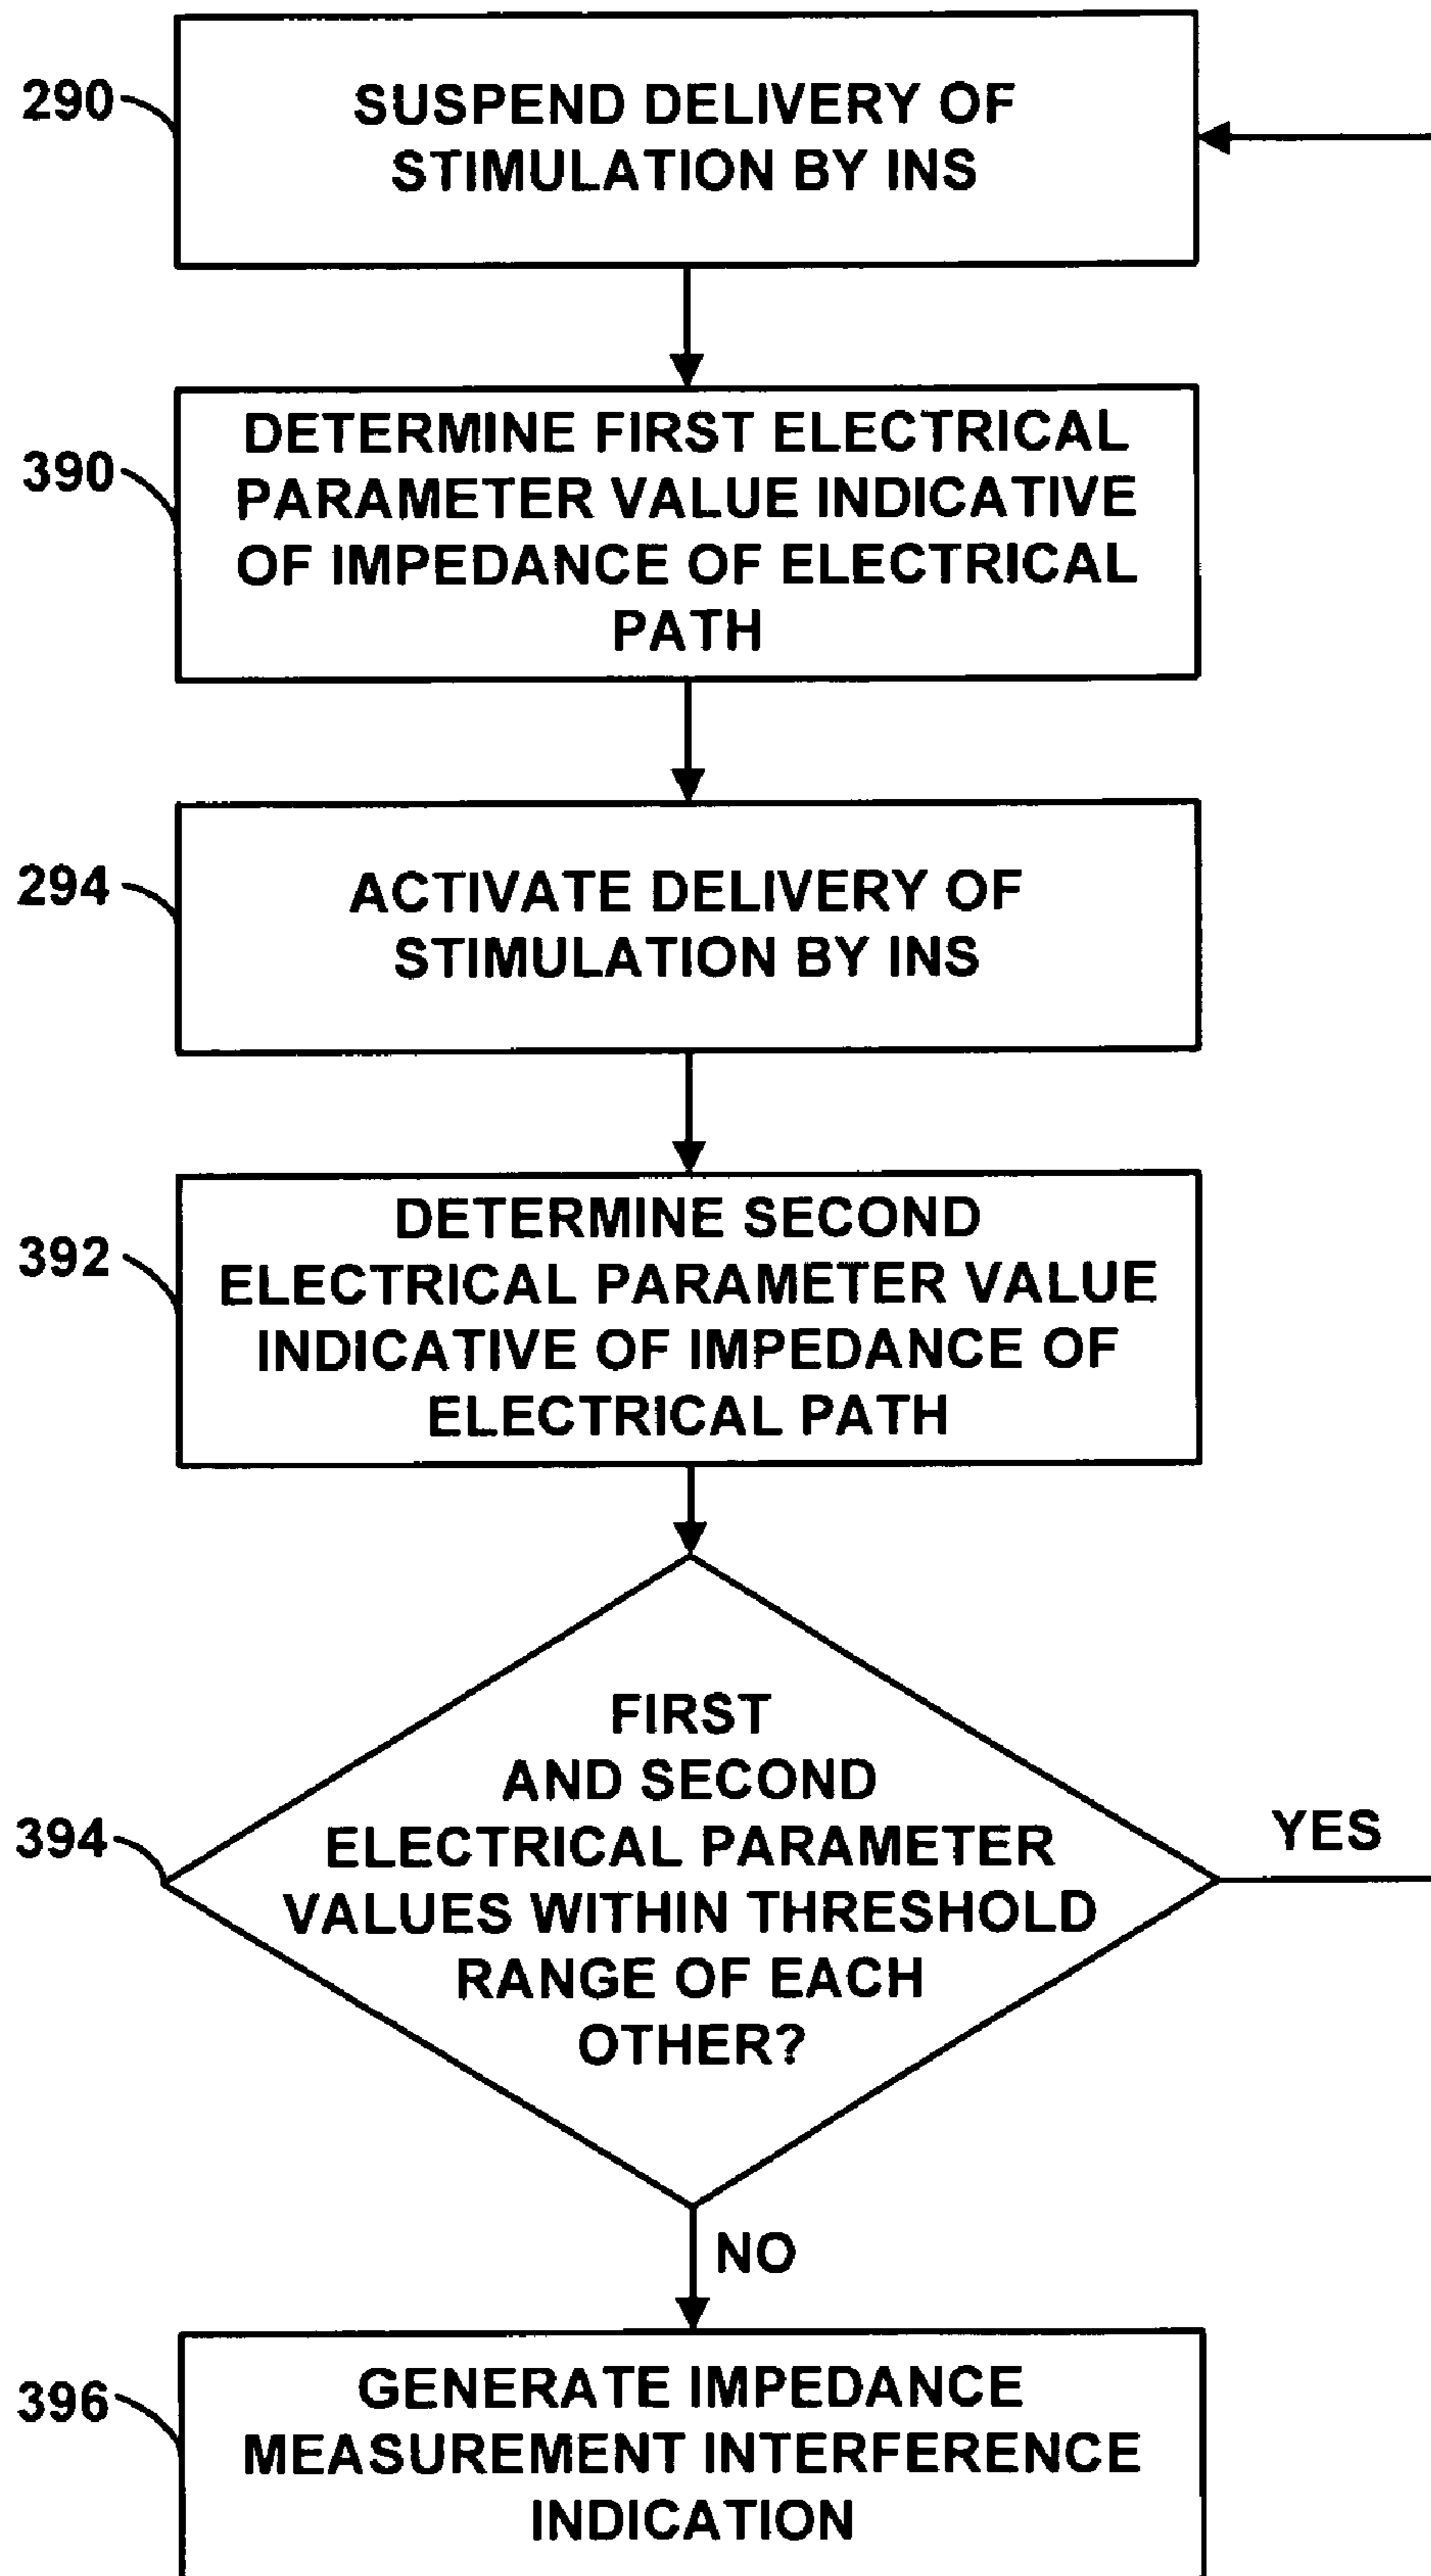 290
SUSPEND DELIVERY OF
STIMULATION BY INS
390
DETERMINE FIRST ELECTRICAL
PARAMETER VALUE INDICATIVE
OF IMPEDANCE OF ELECTRICAL
PATH
294
ACTIVATE DELIVERY OF
STIMULATION BY INS
392
DETERMINE SECOND
ELECTRICAL PARAMETER VALUE
INDICATIVE OF IMPEDANCE OF
ELECTRICAL PATH
394
FIRST
AND SECOND
ELECTRICAL PARAMETER
VALUES WITHIN THRESHOLD
RANGE OF EACH
OTHER?
YES
NO
396
GENERATE IMPEDANCE
MEASUREMENT INTERFERENCE
INDICATION